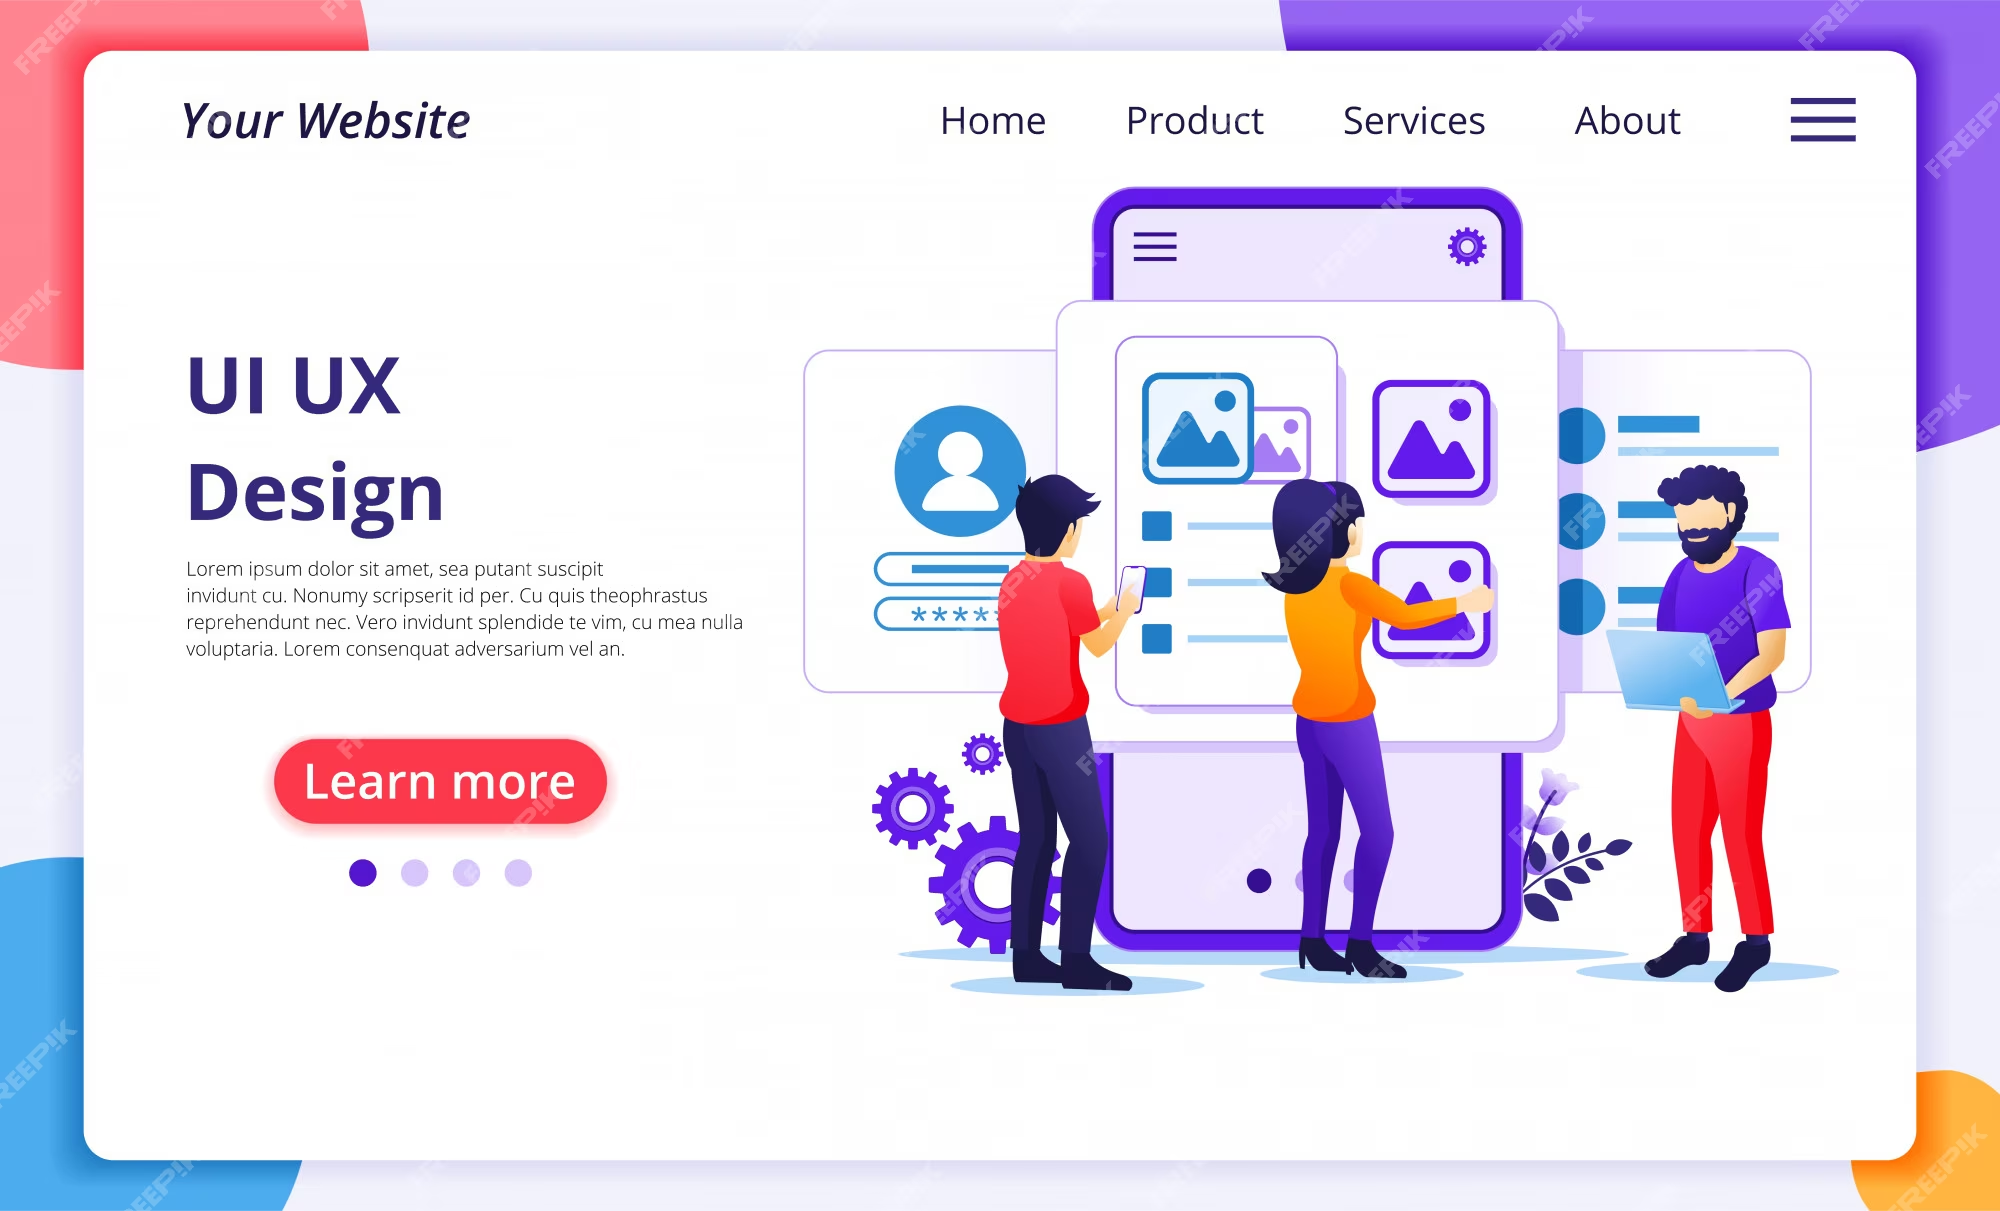 Your Website
Home Product Services About
UI UX
Design
Lorem ipsum dolor sit amet, sea putant suscipit
invidunt cu. Nonumy scripserit id per. Cu quis theophrastus
reprehendunt nec. Vero invidunt splendide te vim, cu mea nulla
voluptaria. Lorem consenquat adversarium vel an.
Learn more
*****
FREEPIK